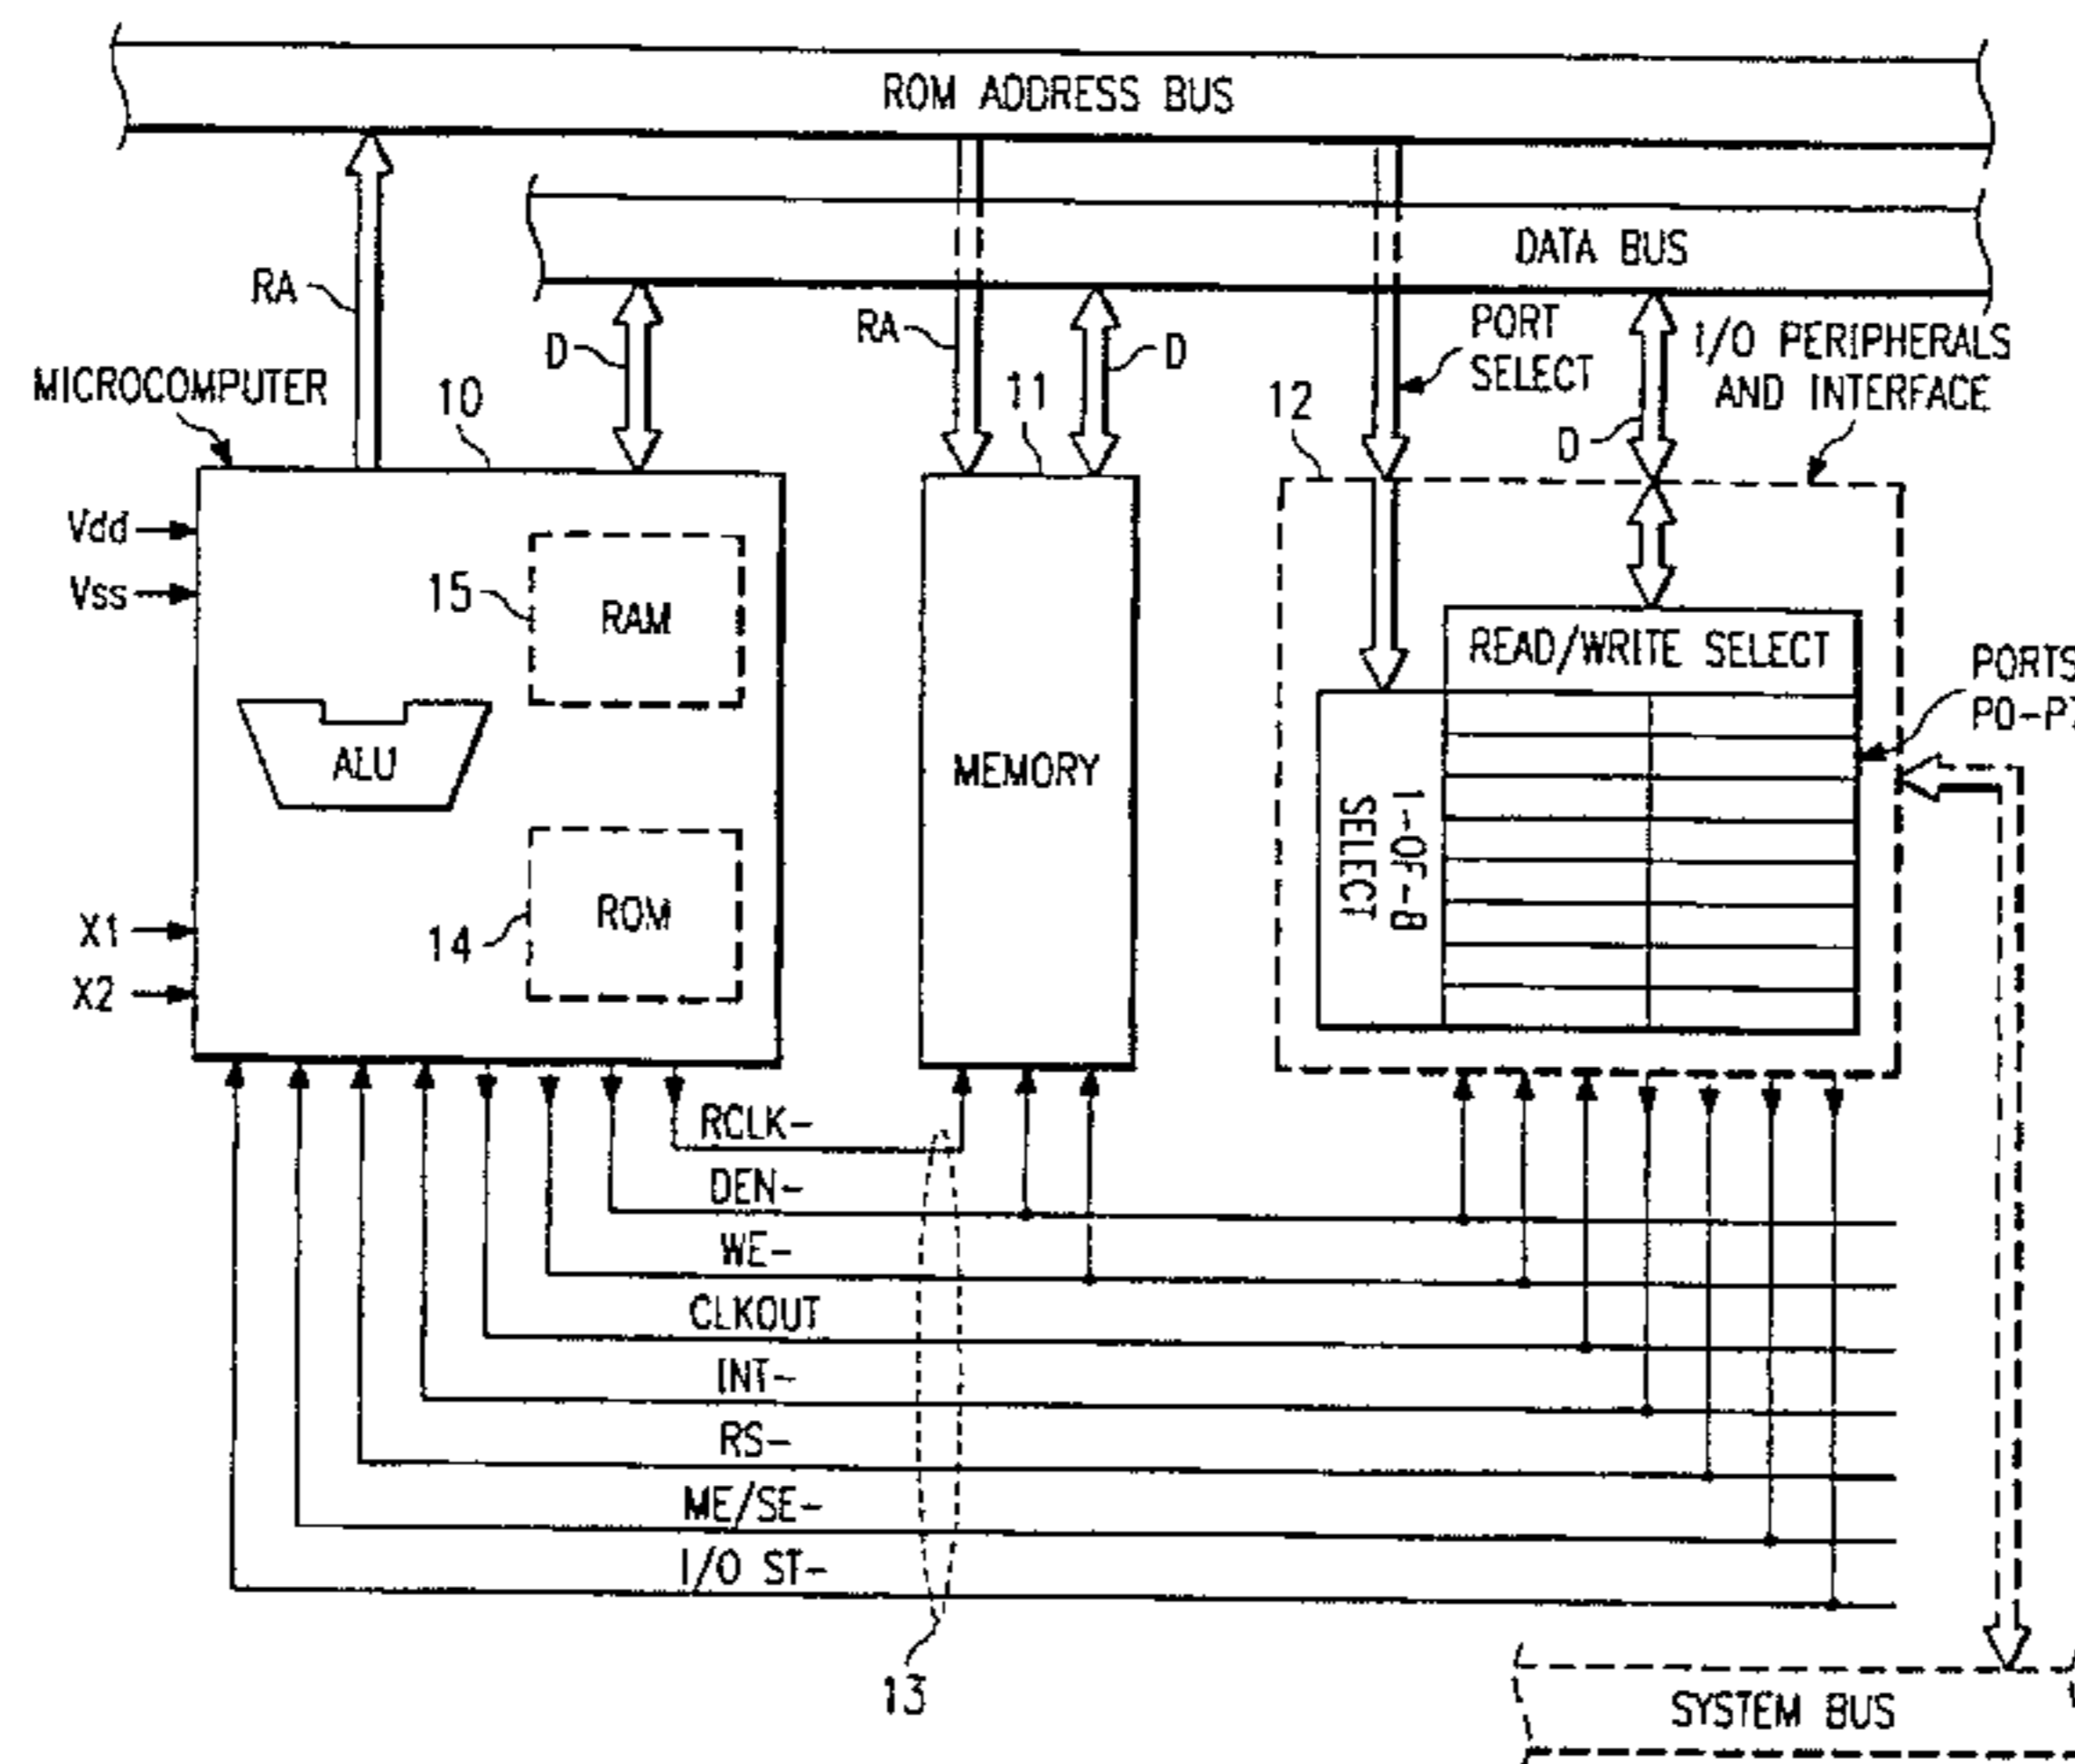 ROM ADDRESS BUS
DATA BUS
RA
D
RA
D
PORT
SELECT
I/O PERIPHERALS
AND INTERFACE
D
MICROCOMPUTER
10
11
12
Vdd
Vss
15
RAM
READ/WRITE SELECT
PORTS
P0-P7
ALU
MEMORY
1-OF-8
SELECT
14
ROM
X1
X2
RCLK-
DEN-
WE-
CLKOUT
INT-
RS-
ME/SE-
I/O ST-
13
SYSTEM BUS